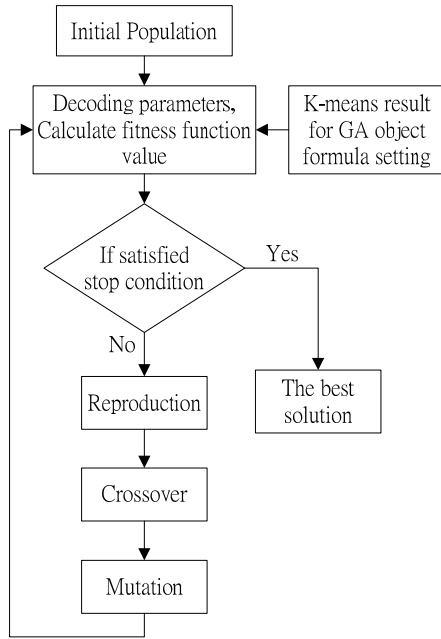 Initial Population
Decoding parameters,
Calculate fitness function
value
K-means result
for GA object
formula setting
If satisfied
stop condition
Yes
No
The best
solution
Reproduction
Crossover
Mutation